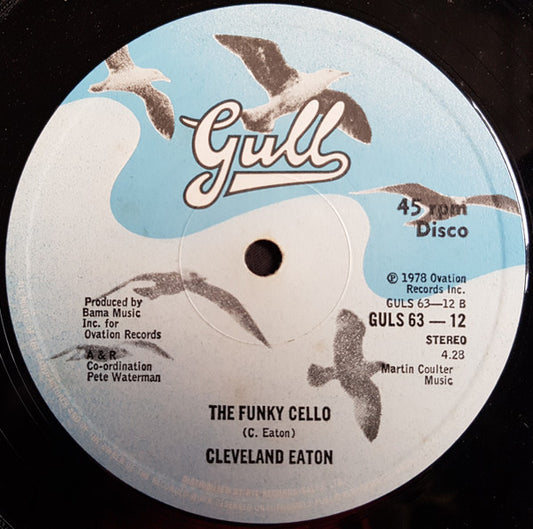 Gull
45 rpm
Disco
℗ 1978 Ovation
Records Inc.
GULS 63—12 B
GULS 63 — 12
STEREO
4.28
Martin Coulter
Music
Produced by
Bama Music
Inc. for
Ovation Records
A & R
Co-ordination
Pete Waterman
THE FUNKY CELLO
(C. Eaton)
CLEVELAND EATON